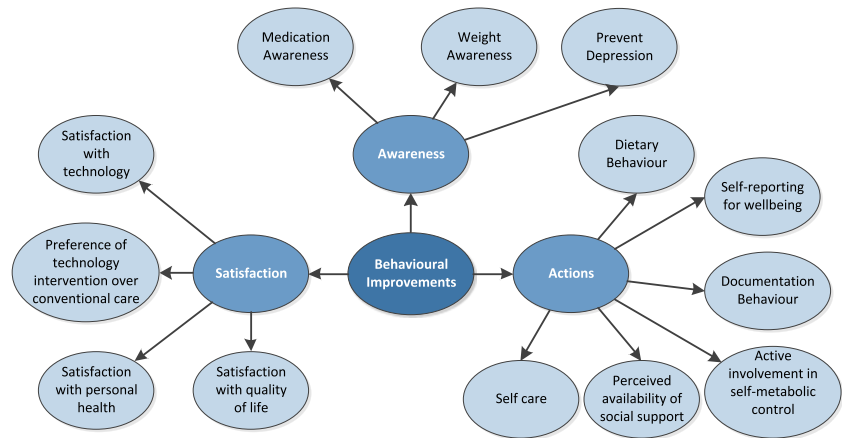 Medication
Awareness
Weight
Awareness
Prevent
Depression
Satisfaction
with
technology
Awareness
Dietary
Behaviour
Self-reporting
for wellbeing
Preference of
technology
intervention over
conventional care
Satisfaction
Behavioural
Improvements
Actions
Documentation
Behaviour
Satisfaction
with personal
health
Satisfaction
with quality
of life
Self care
Perceived
availability of
social support
Active
involvement in
self-metabolic
control